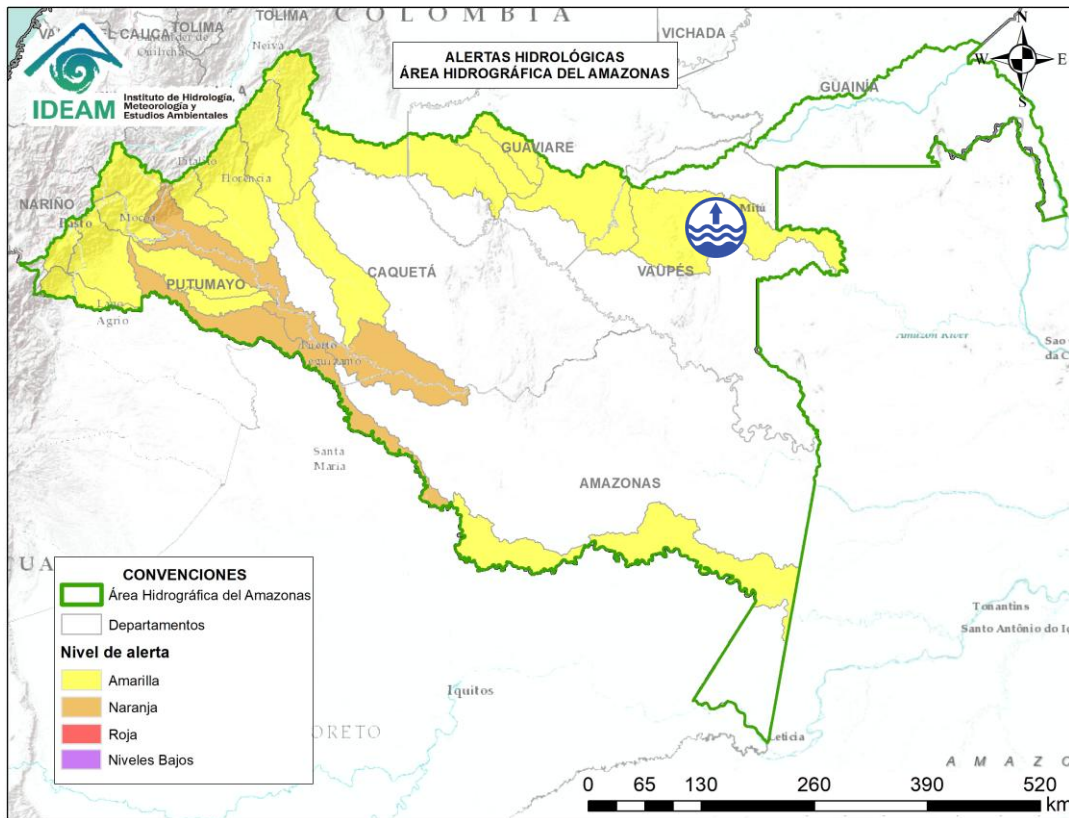 COLOMBIA
TOLIMA
TOLIMA
Neiva
VICHADA
IDEAM
Instituto de Hidrología,
Meteorología y
Estudios Ambientales
ALERTAS HIDROLÓGICAS
ÁREA HIDROGRÁFICA DEL AMAZONAS
N
W
E
S
GUAINÍA
GUAVIARE
Florencia
NARIÑO
Pasto
Mocoa
Mitú
VAUPÉS
CAQUETÁ
PUTUMAYO
Lago
Agrio
Puerto
Amazon River
Santa
Maria
AMAZONAS
CONVENCIONES
Área Hidrográfica del Amazonas
Departamentos
Nivel de alerta
Amarilla
Naranja
Roja
Niveles Bajos
Tonantins
Santo Antônio do Iç
Iquitos
ORETO
Leticia
AMAZO
0 65 130 260 390 520
km